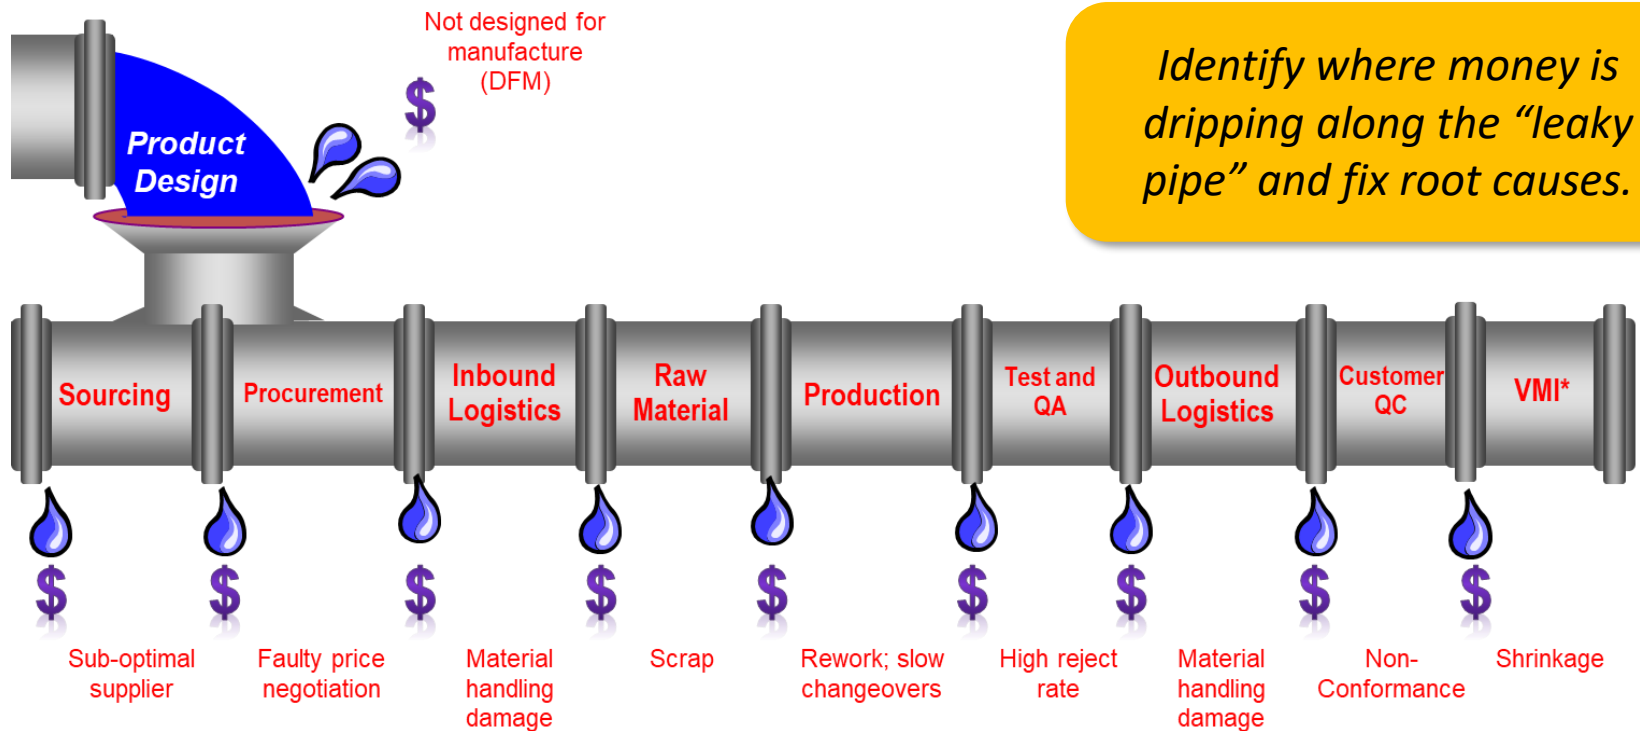 Not designed for
manufacture
(DFM)
$
Identify where money is
dripping along the “leaky
pipe” and fix root causes.
Product
Design
Sourcing
Procurement
Inbound
Logistics
Raw
Material
Production
Test and
QA
Outbound
Logistics
Customer
QC
VMI*
$ $ $ $ $ $ $ $ $
Sub-optimal
supplier
Faulty price
negotiation
Material
handling
damage
Scrap
Rework; slow
changeovers
High reject
rate
Material
handling
damage
Non-
Conformance
Shrinkage